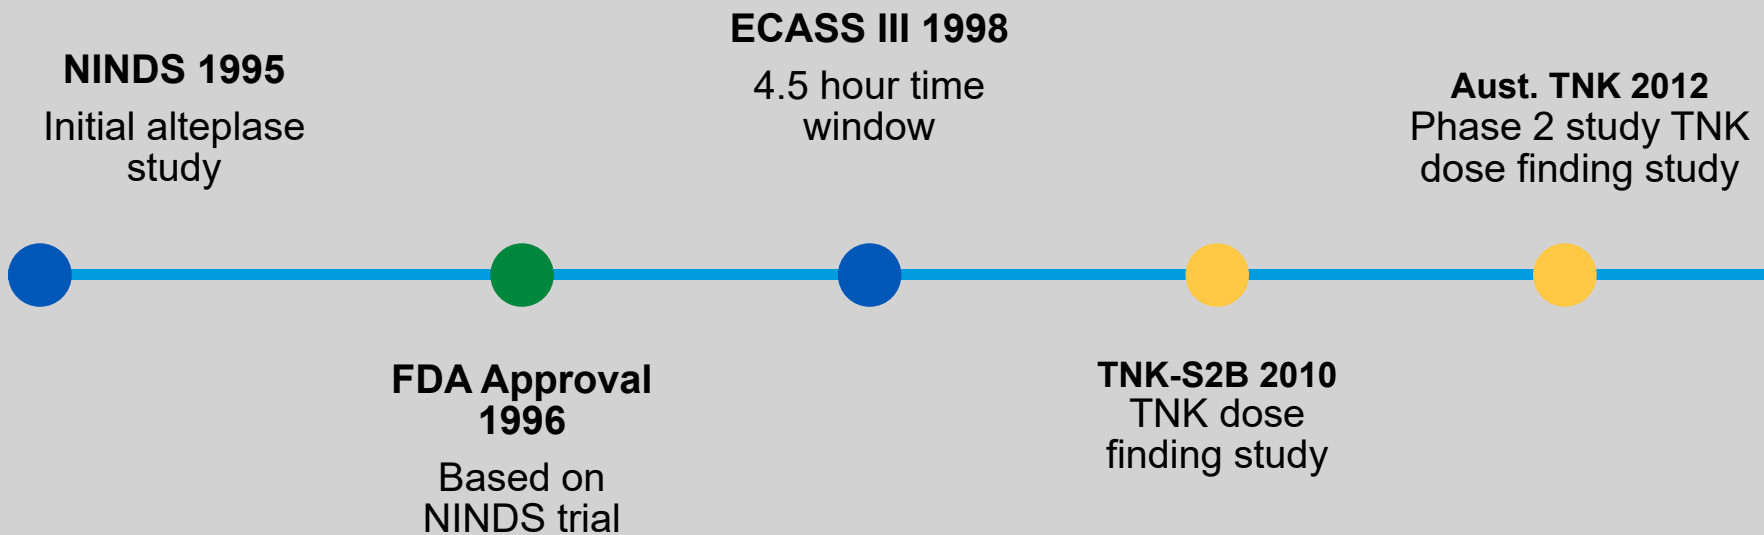 NINDS 1995
Initial alteplase
study
FDA Approval
1996
Based on
NINDS trial
ECASS III 1998
4.5 hour time
window
TNK-S2B 2010
TNK dose
finding study
Aust. TNK 2012
Phase 2 study TNK
dose finding study